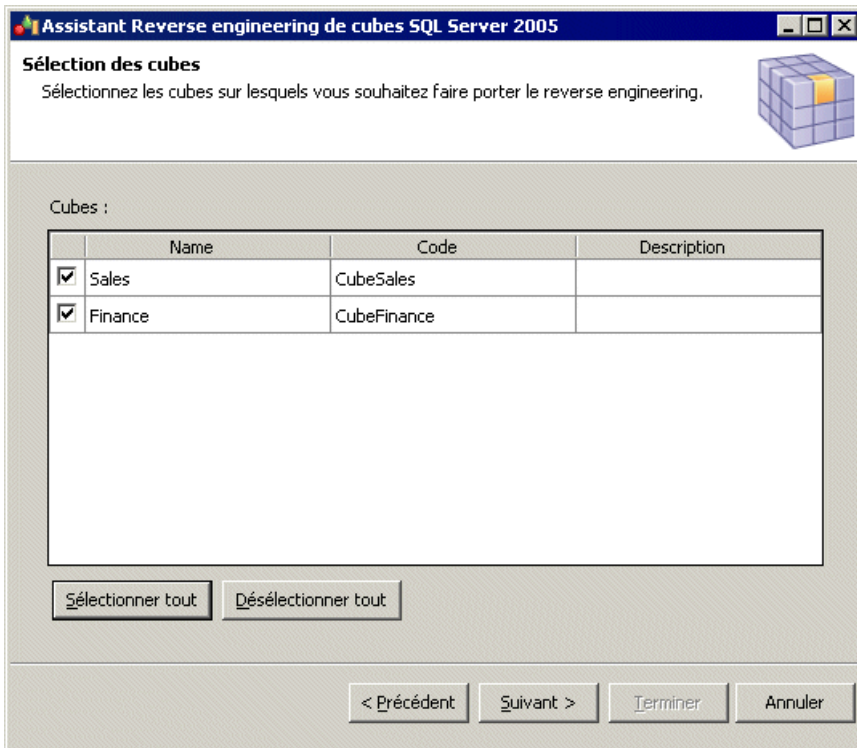 Assistant Reverse engineering de cubes SQL Server 2005
Sélection des cubes
Sélectionnez les cubes sur lesquels vous souhaitez faire porter le reverse engineering.
Cubes :
Name Code Description
Sales CubeSales
Finance CubeFinance
Sélectionner tout Désélectionner tout
< Précédent Suivant > Terminer Annuler